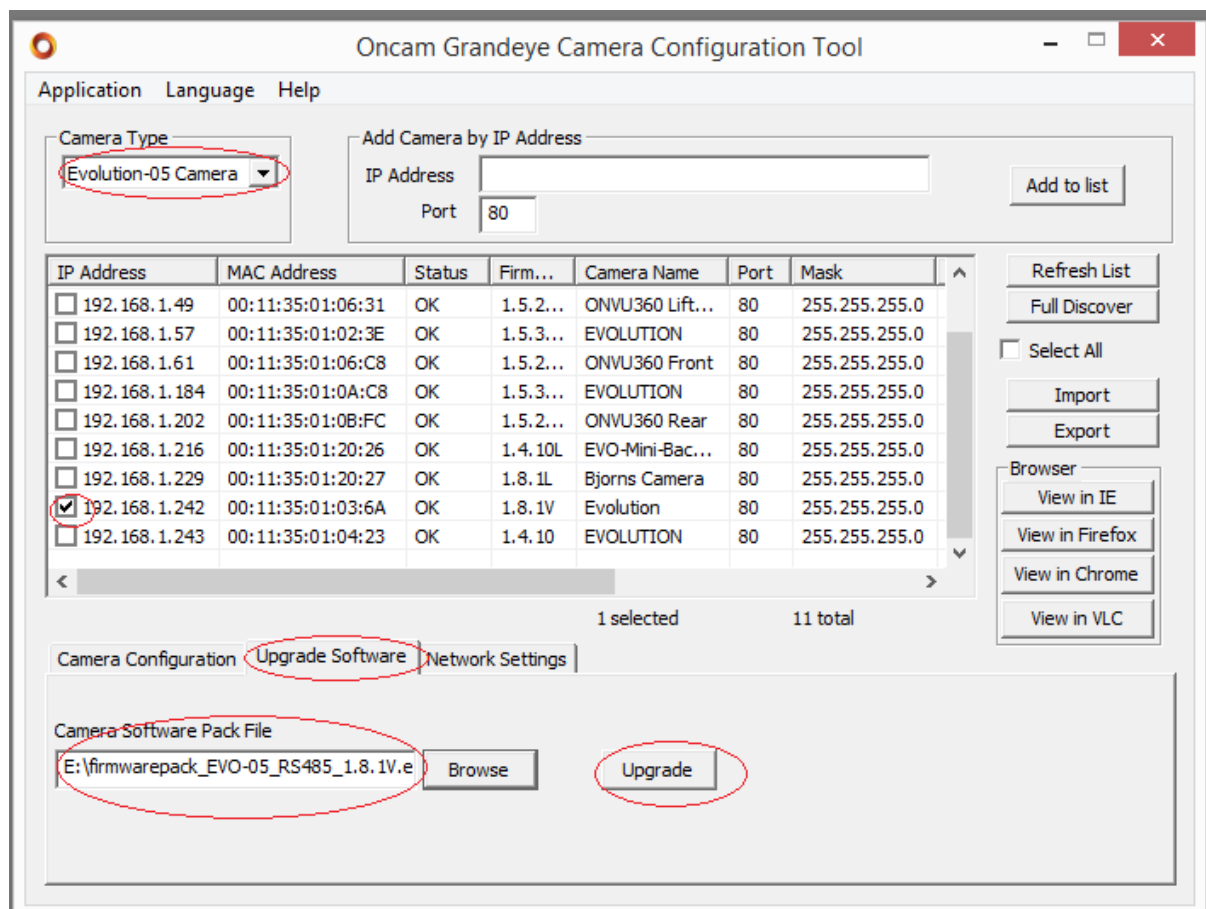 Oncam Grandeye Camera Configuration Tool
Application Language Help
Camera Type
Evolution-05 Camera
Add Camera by IP Address
IP Address
Port 80
Add to list
IP Address MAC Address Status Firm... Camera Name Port Mask
192.168.1.49 00:11:35:01:06:31 OK 1.5.2... ONVU360 Lift... 80 255.255.255.0
192.168.1.57 00:11:35:01:02:3E OK 1.5.3... EVOLUTION 80 255.255.255.0
192.168.1.61 00:11:35:01:06:C8 OK 1.5.2... ONVU360 Front 80 255.255.255.0
192.168.1.184 00:11:35:01:0A:C8 OK 1.5.3... EVOLUTION 80 255.255.255.0
192.168.1.202 00:11:35:01:0B:FC OK 1.5.2... ONVU360 Rear 80 255.255.255.0
192.168.1.216 00:11:35:01:20:26 OK 1.4.10L EVO-Mini-Bac... 80 255.255.255.0
192.168.1.229 00:11:35:01:20:27 OK 1.8.1L Bjorns Camera 80 255.255.255.0
192.168.1.242 00:11:35:01:03:6A OK 1.8.1V Evolution 80 255.255.255.0
192.168.1.243 00:11:35:01:04:23 OK 1.4.10 EVOLUTION 80 255.255.255.0
1 selected 11 total
Refresh List
Full Discover
Select All
Import
Export
Browser
View in IE
View in Firefox
View in Chrome
View in VLC
Camera Configuration Upgrade Software Network Settings
Camera Software Pack File
E:\firmwarepack_EVO-05_RS485_1.8.1V.e Browse Upgrade